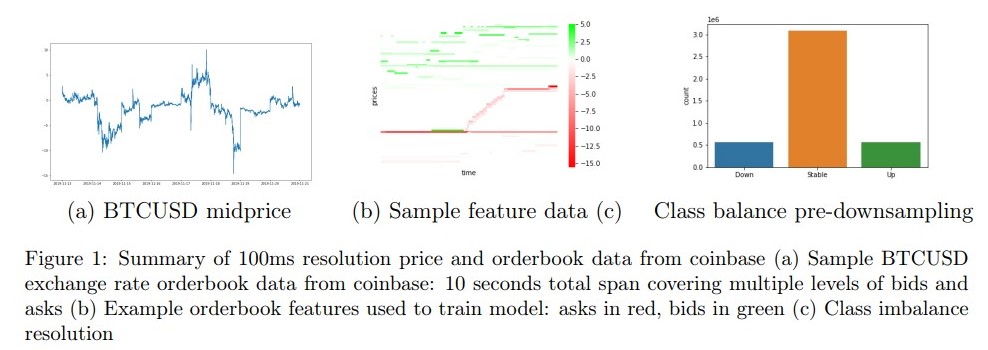 10
5
0
-5
-10
-15
2019-11-13 2019-11-14 2019-11-15 2019-11-16 2019-11-17 2019-11-18 2019-11-19 2019-11-20 2019-11-21
prices
time
5.0
2.5
0.0
-2.5
-5.0
-7.5
-10.0
-12.5
-15.0
1e6
3.0
2.5
2.0
1.5
1.0
0.5
0.0
count
Down Stable Up
(a) BTCUSD midprice
(b) Sample feature data (c)
Class balance pre-downsampling
Figure 1: Summary of 100ms resolution price and orderbook data from coinbase (a) Sample BTCUSD
exchange rate orderbook data from coinbase: 10 seconds total span covering multiple levels of bids and
asks (b) Example orderbook features used to train model: asks in red, bids in green (c) Class imbalance
resolution